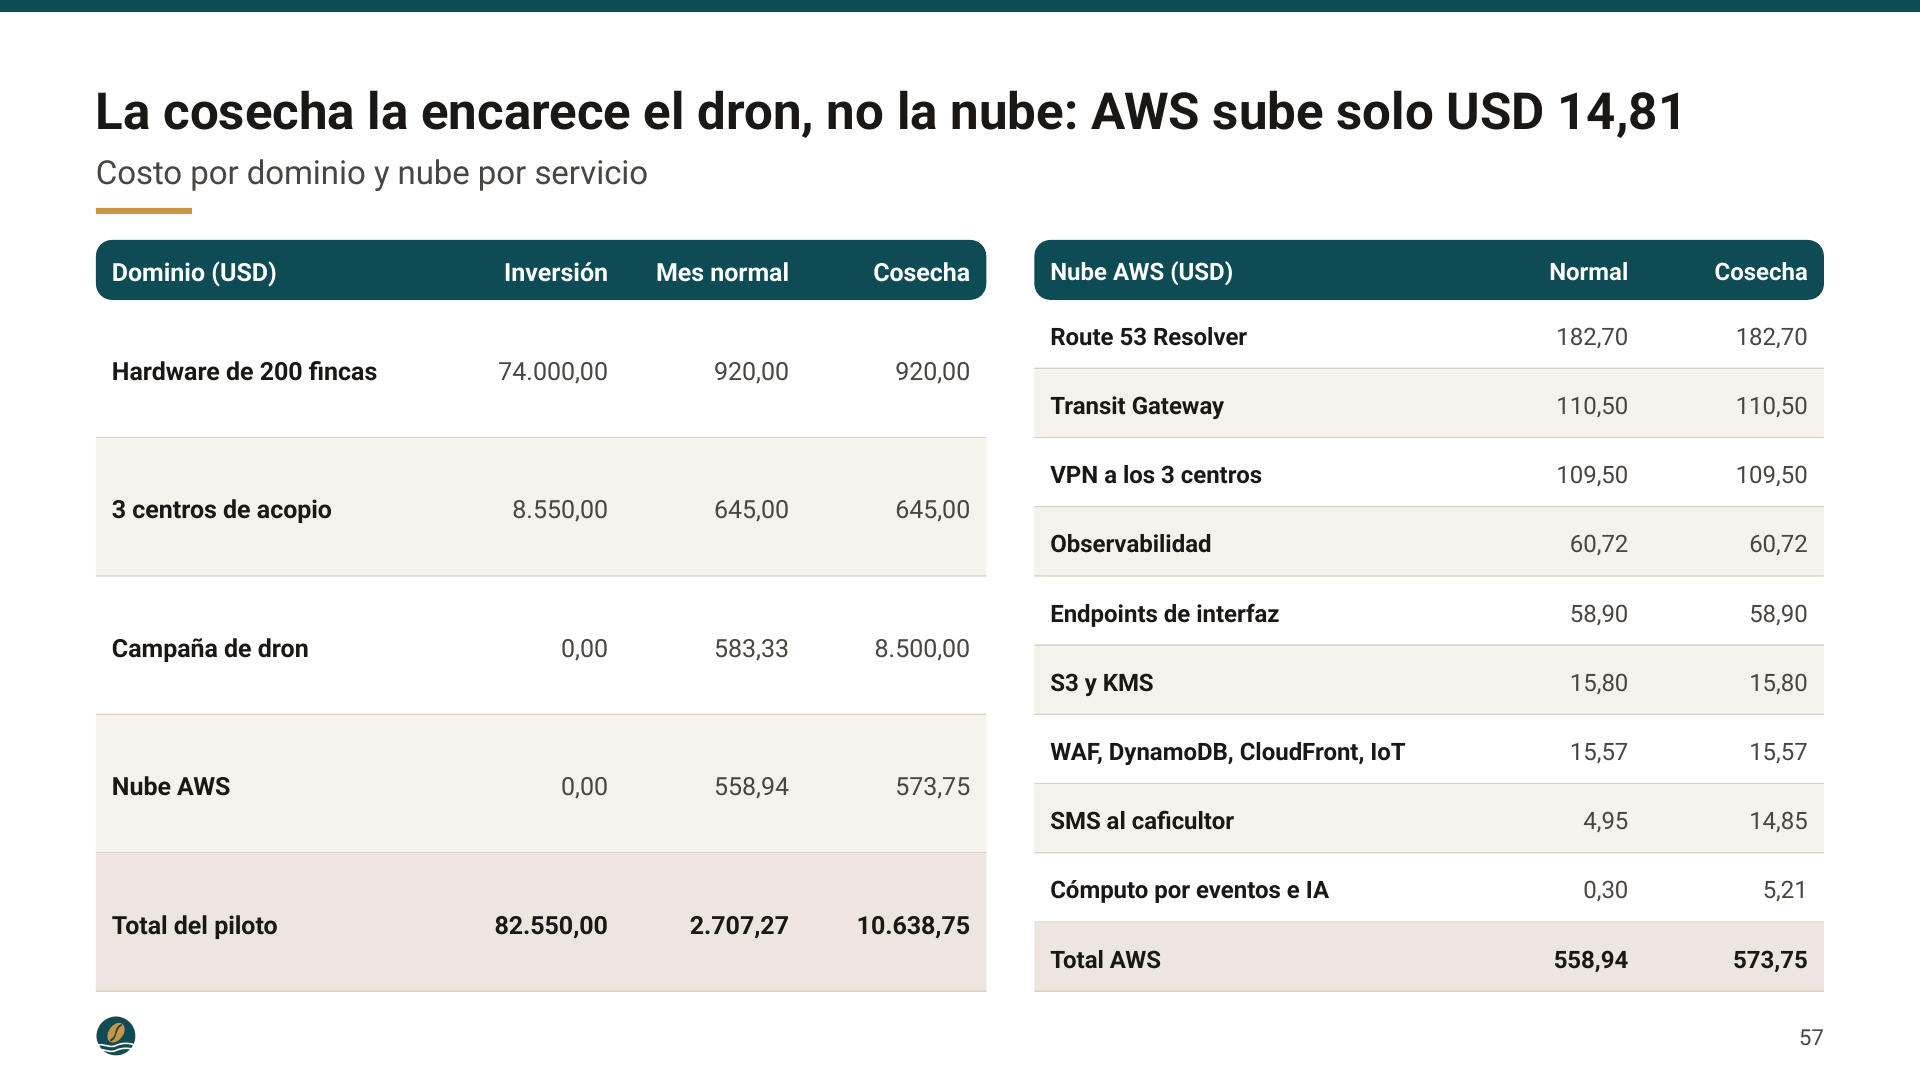 La cosecha la encarece el dron, no la nube: AWS sube solo USD 14,81
Costo por dominio y nube por servicio
Dominio (USD) Inversión Mes normal Cosecha
Hardware de 200 fincas 74.000,00 920,00 920,00
3 centros de acopio 8.550,00 645,00 645,00
Campaña de dron 0,00 583,33 8.500,00
Nube AWS 0,00 558,94 573,75
Total del piloto 82.550,00 2.707,27 10.638,75
Nube AWS (USD) Normal Cosecha
Route 53 Resolver 182,70 182,70
Transit Gateway 110,50 110,50
VPN a los 3 centros 109,50 109,50
Observabilidad 60,72 60,72
Endpoints de interfaz 58,90 58,90
S3 y KMS 15,80 15,80
WAF, DynamoDB, CloudFront, IoT 15,57 15,57
SMS al caficultor 4,95 14,85
Cómputo por eventos e IA 0,30 5,21
Total AWS 558,94 573,75
57